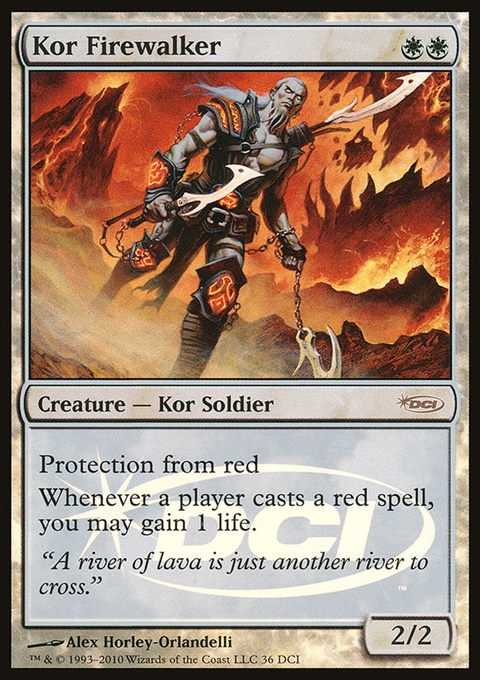 Kor Firewalker
Creature — Kor Soldier
DCI
Protection from red
Whenever a player casts a red spell,
you may gain 1 life.
DCI
“A river of lava is just another river to
cross.”
™
Alex Horley-Orlandelli
2/2
™ & © 1993–2010 Wizards of the Coast LLC 36 DCI